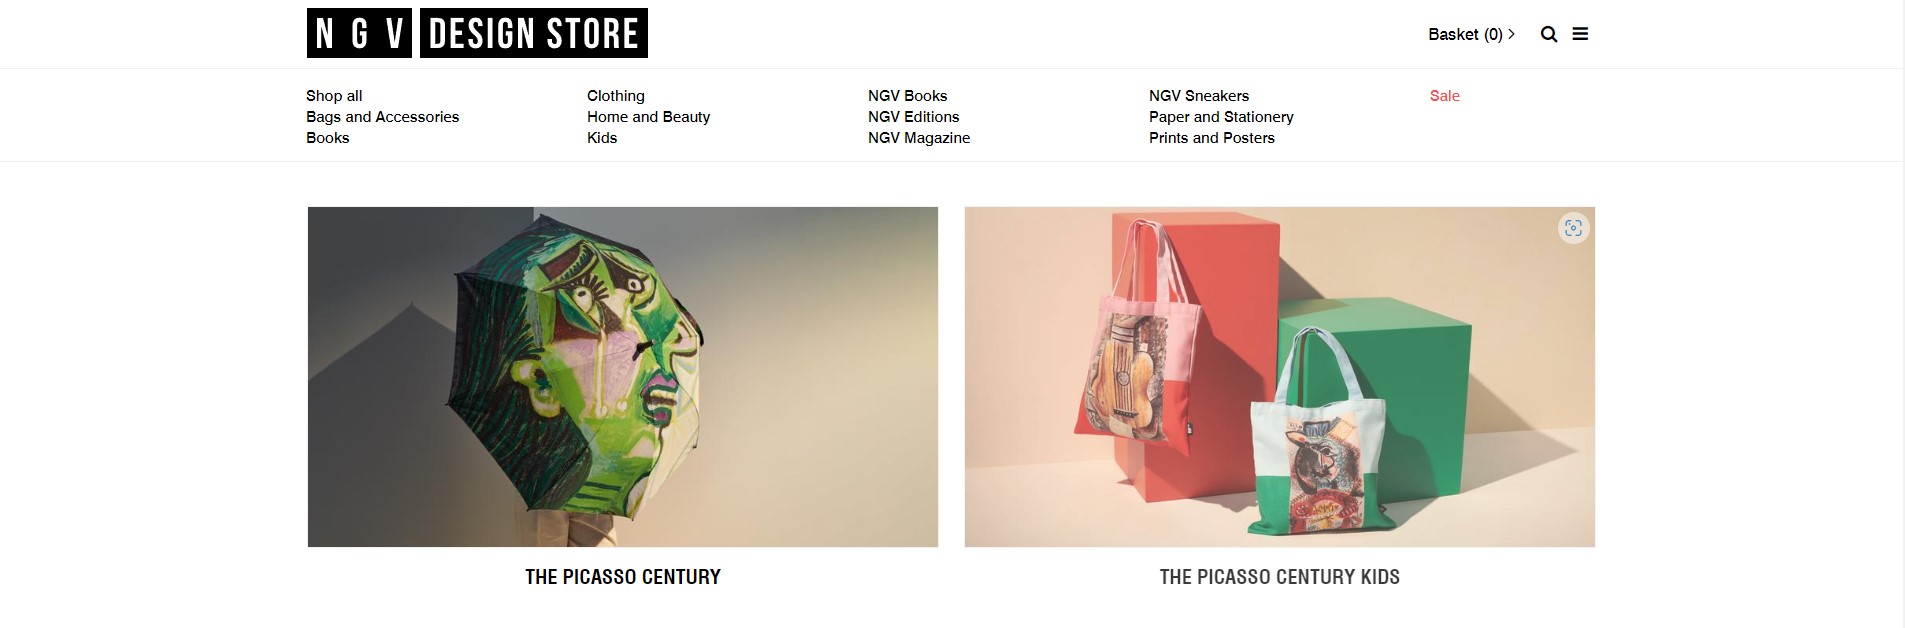 NGV DESIGN STORE
Basket (0)
Shop all
Bags and Accessories
Books
Clothing
Home and Beauty
Kids
NGV Books
NGV Editions
NGV Magazine
NGV Sneakers
Paper and Stationery
Prints and Posters
Sale
THE PICASSO CENTURY
THE PICASSO CENTURY KIDS